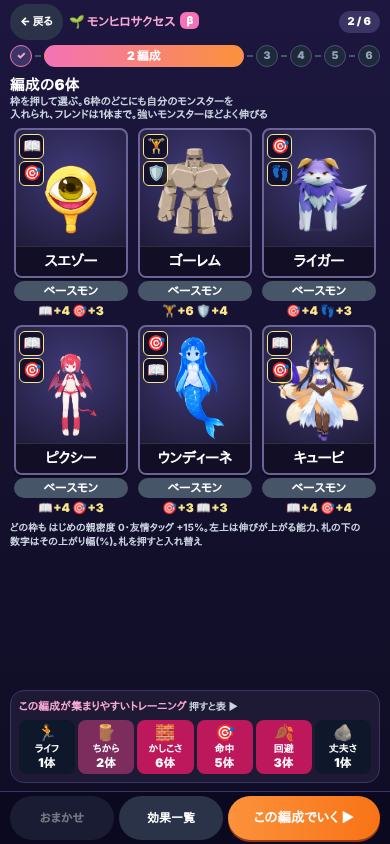 ← 戻る
🌱 モンヒロサクセス β
2 / 6
✓ 2 編成 3 4 5 6
編成の6体
枠を押して選ぶ。6枠のどこにも自分のモンスターを
入れられ、フレンドは1体まで。強いモンスターほどよく伸びる
スエゾー
ゴーレム
ライガー
ベースモン
ベースモン
ベースモン
📖+4 🎯+3
🏋+6 🛡+4
🎯+4 👣+3
ピクシー
ウンディーネ
キュービ
ベースモン
ベースモン
ベースモン
📖+4 🎯+3
🎯+3 📖+3
📖+4 🎯+4
どの枠も はじめの親密度 0・友情タッグ +15%。左上は伸びが上がる能力、札の下の
数字はその上がり幅(%)。札を押すと入れ替え
この編成が集まりやすいトレーニング 押すと表 ▶
ライフ
ちから
かしこさ
命中
回避
丈夫さ
1体
2体
6体
5体
3体
1体
おまかせ
効果一覧
この編成でいく ▶